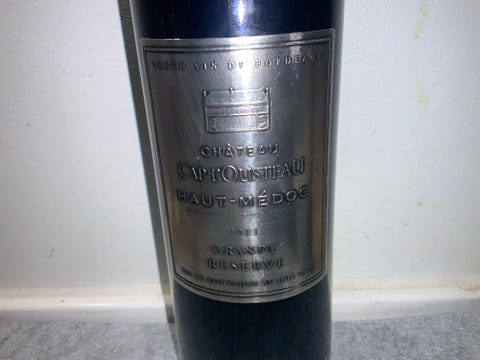 GRAND VIN DE BORDEAUX
CHÂTEAU
CAP L'OUSTEAU
HAUT-MÉDOC
GRANDE
RÉSERVE